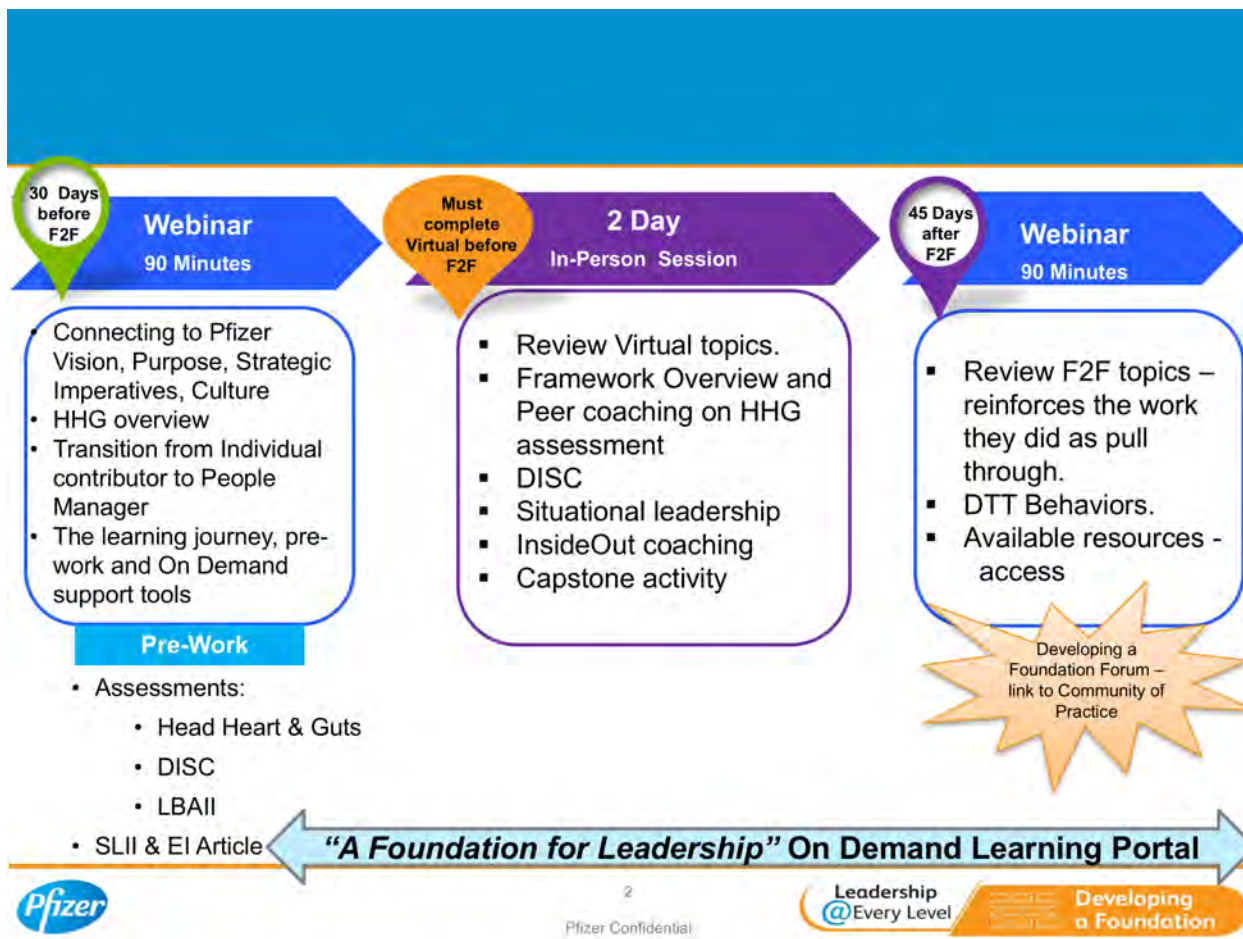 30 Days
before
F2F
Webinar
90 Minutes
• Connecting to Pfizer
Vision, Purpose, Strategic
Imperatives, Culture
• HHG overview
• Transition from Individual
contributor to People
Manager
• The learning journey, pre-
work and On Demand
support tools
Pre-Work
• Assessments:
• Head Heart & Guts
• DISC
• LBAII
• SLII & EI Article
Must
complete
Virtual before
F2F
2 Day
In-Person Session
▪ Review Virtual topics.
▪ Framework Overview and
Peer coaching on HHG
assessment
▪ DISC
▪ Situational leadership
▪ InsideOut coaching
▪ Capstone activity
45 Days
after
F2F
Webinar
90 Minutes
▪ Review F2F topics –
reinforces the work
they did as pull
through.
▪ DTT Behaviors.
▪ Available resources -
access
Developing a
Foundation Forum –
link to Community of
Practice
“A Foundation for Leadership” On Demand Learning Portal
Pfizer
2
Pfizer Confidential
Leadership
@Every Level
Developing
a Foundation